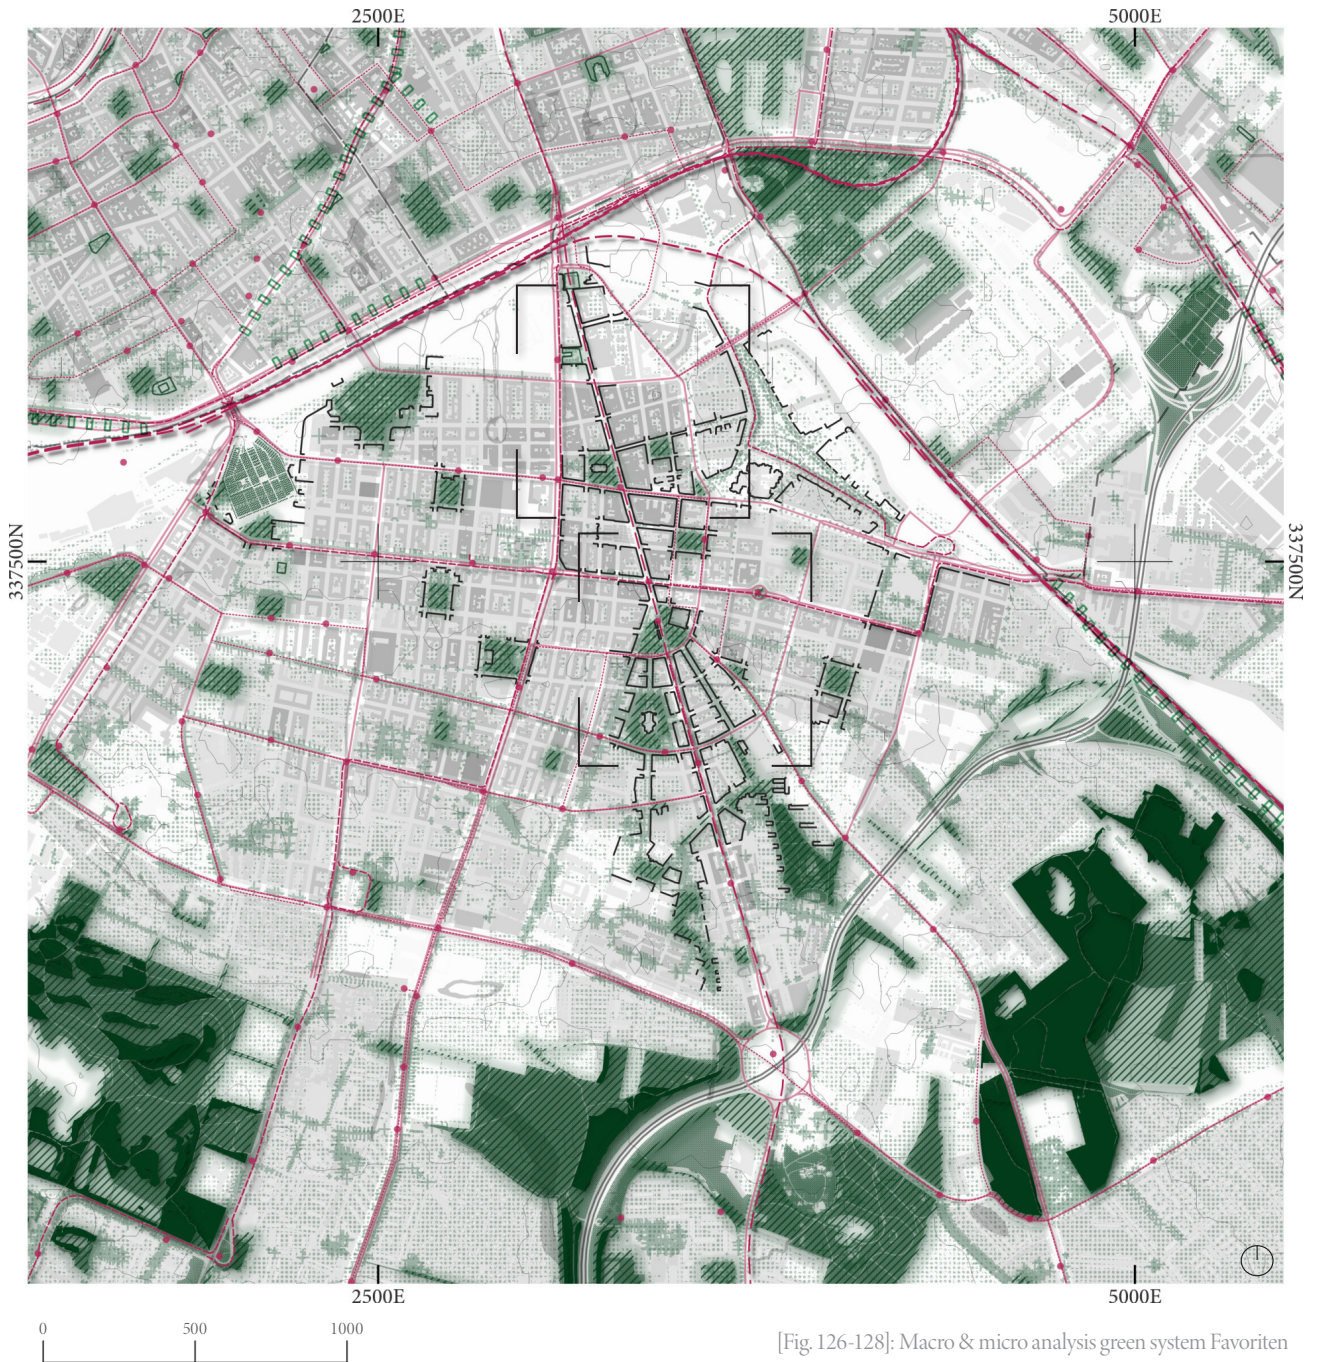 2500E
5000E
337500N
337500N
2500E
5000E
0
500
1000
[Fig. 126-128]: Macro & micro analysis green system Favoriten